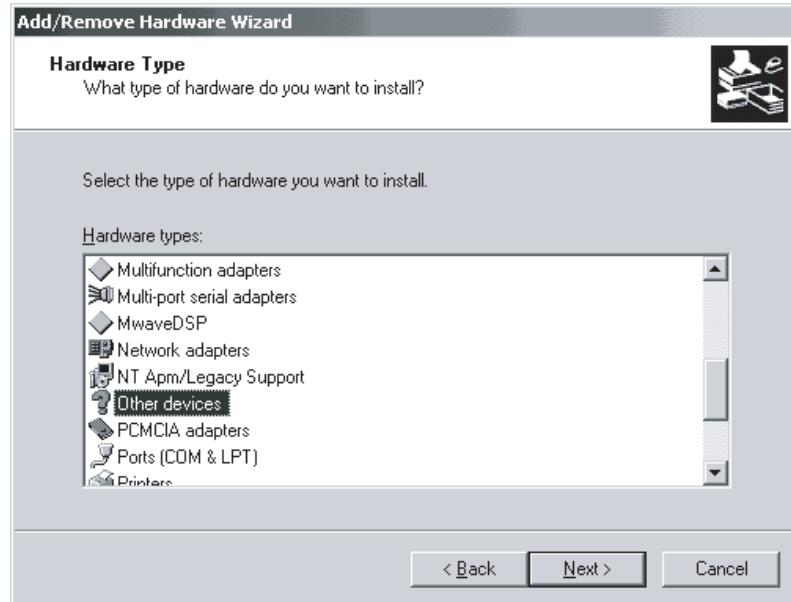 Add/Remove Hardware Wizard
Hardware Type
What type of hardware do you want to install?
Select the type of hardware you want to install.
Hardware types:
Multifunction adapters
Multi-port serial adapters
MwaveDSP
Network adapters
NT Apm/Legacy Support
Other devices
PCMCIA adapters
Ports (COM & LPT)
Printers
< Back
Next >
Cancel